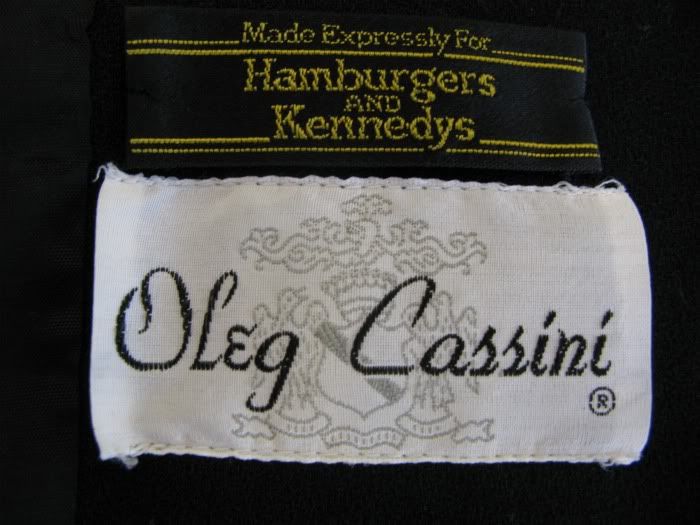 Made Expressly For
Hamburgers
AND
Kennedys
Oleg Cassini
®